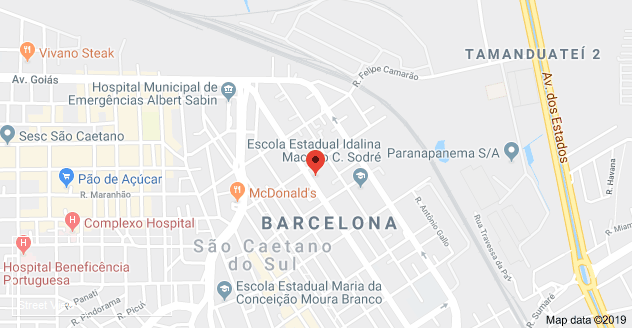 Vivano Steak
TAMANDUATEÍ 2
R. Felipe Camarão
Av. Goiás
Hospital Municipal de
Emergências Albert Sabin
Av. dos Estados
Sesc São Caetano
Escola Estadual Idalina
Macedo C. Sodré
Paranapanema S/A
R. Havana
Pão de Açúcar
R. Maranhão
McDonald's
Complexo Hospital
BARCELONA
R. Antônio Gallo
Rua Travessa da Paz
São Caetano
do Sul
Hospital Beneficência
Portuguesa
Escola Estadual Maria da
Conceição Moura Branco
R. Panati
R. Pindorama
R. Picuí
R. Sumaré
Map data ©2019